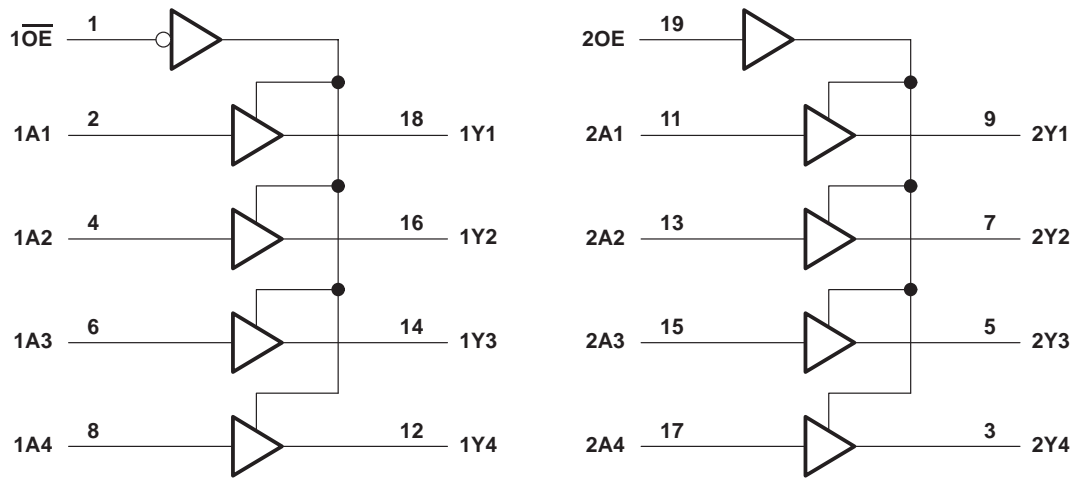 1O̅E̅ 1
1A1 2 18 1Y1
1A2 4 16 1Y2
1A3 6 14 1Y3
1A4 8 12 1Y4
2OE 19
2A1 11 9 2Y1
2A2 13 7 2Y2
2A3 15 5 2Y3
2A4 17 3 2Y4